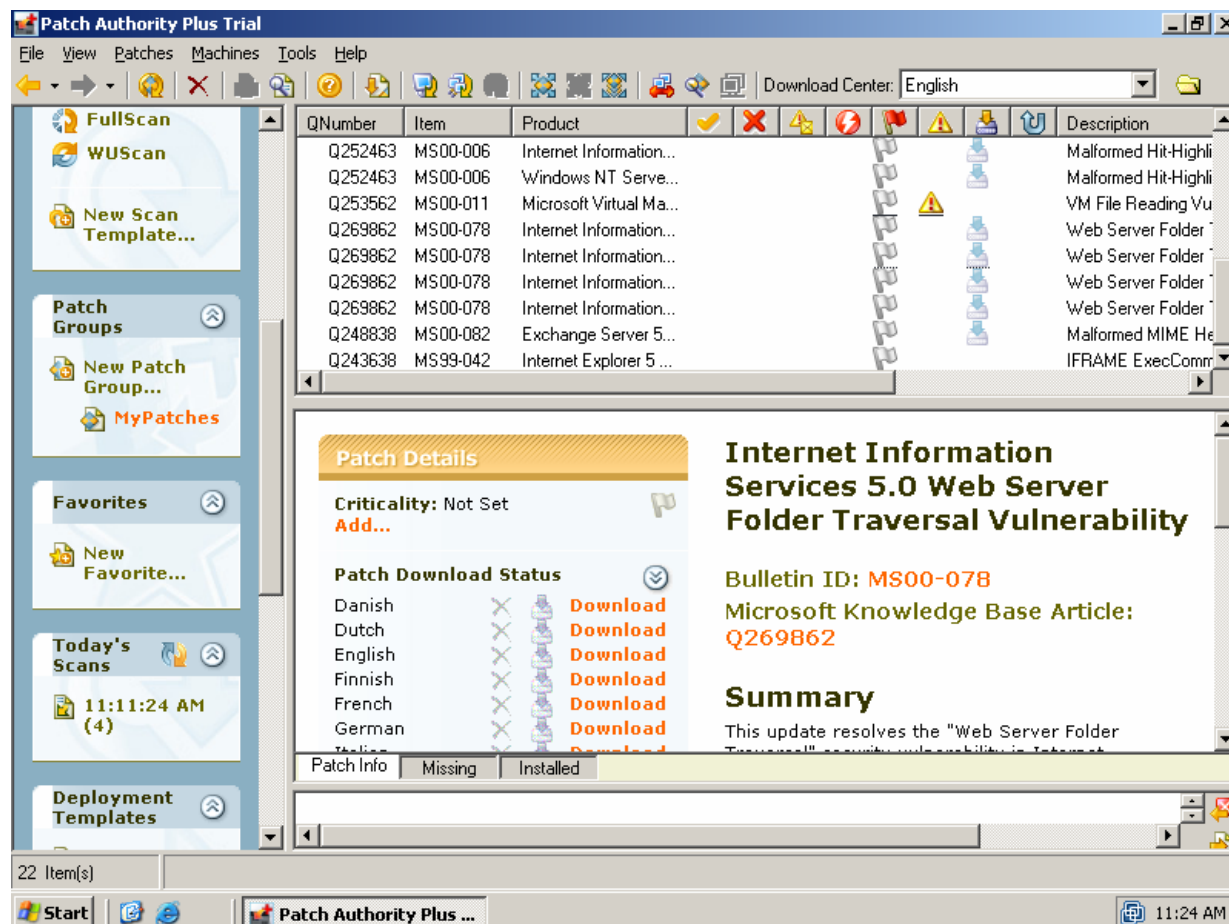 Patch Authority Plus Trial
File View Patches Machines Tools Help
Download Center: English
FullScan
WUScan
New Scan
Template...
Patch
Groups
New Patch
Group...
MyPatches
Favorites
New
Favorite...
Today's
Scans
11:11:24 AM
(4)
Deployment
Templates
QNumber Item Product Description
Q252463 MS00-006 Internet Information... Malformed Hit-Highli
Q252463 MS00-006 Windows NT Serve... Malformed Hit-Highli
Q253562 MS00-011 Microsoft Virtual Ma... VM File Reading Vu
Q269862 MS00-078 Internet Information... Web Server Folder
Q269862 MS00-078 Internet Information... Web Server Folder
Q269862 MS00-078 Internet Information... Web Server Folder
Q269862 MS00-078 Internet Information... Web Server Folder
Q248838 MS00-082 Exchange Server 5... Malformed MIME He
Q243638 MS99-042 Internet Explorer 5 ... IFRAME ExecComm
Patch Details
Criticality: Not Set
Add...
Patch Download Status
Danish Download
Dutch Download
English Download
Finnish Download
French Download
German Download
Internet Information
Services 5.0 Web Server
Folder Traversal Vulnerability
Bulletin ID: MS00-078
Microsoft Knowledge Base Article:
Q269862
Summary
This update resolves the "Web Server Folder
Patch Info Missing Installed
22 Item(s)
Start Patch Authority Plus ... 11:24 AM